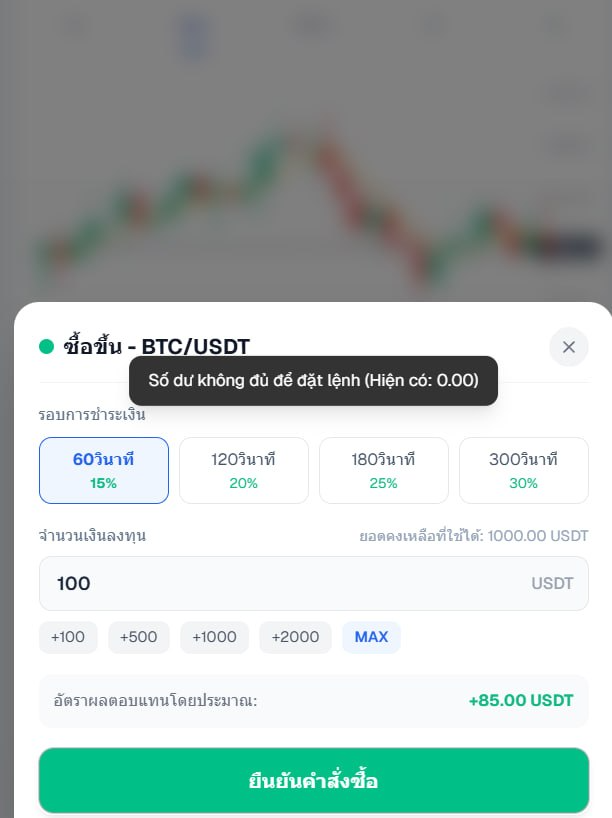 ซื้อขึ้น - BTC/USDT
Số dư không đủ để đặt lệnh (Hiện có: 0.00)
รอบการชำระเงิน
60วินาที 120วินาที 180วินาที 300วินาที
15% 20% 25% 30%
จำนวนเงินลงทุน ยอดคงเหลือที่ใช้ได้: 1000.00 USDT
100 USDT
+100 +500 +1000 +2000 MAX
อัตราผลตอบแทนโดยประมาณ: +85.00 USDT
ยืนยันคำสั่งซื้อ